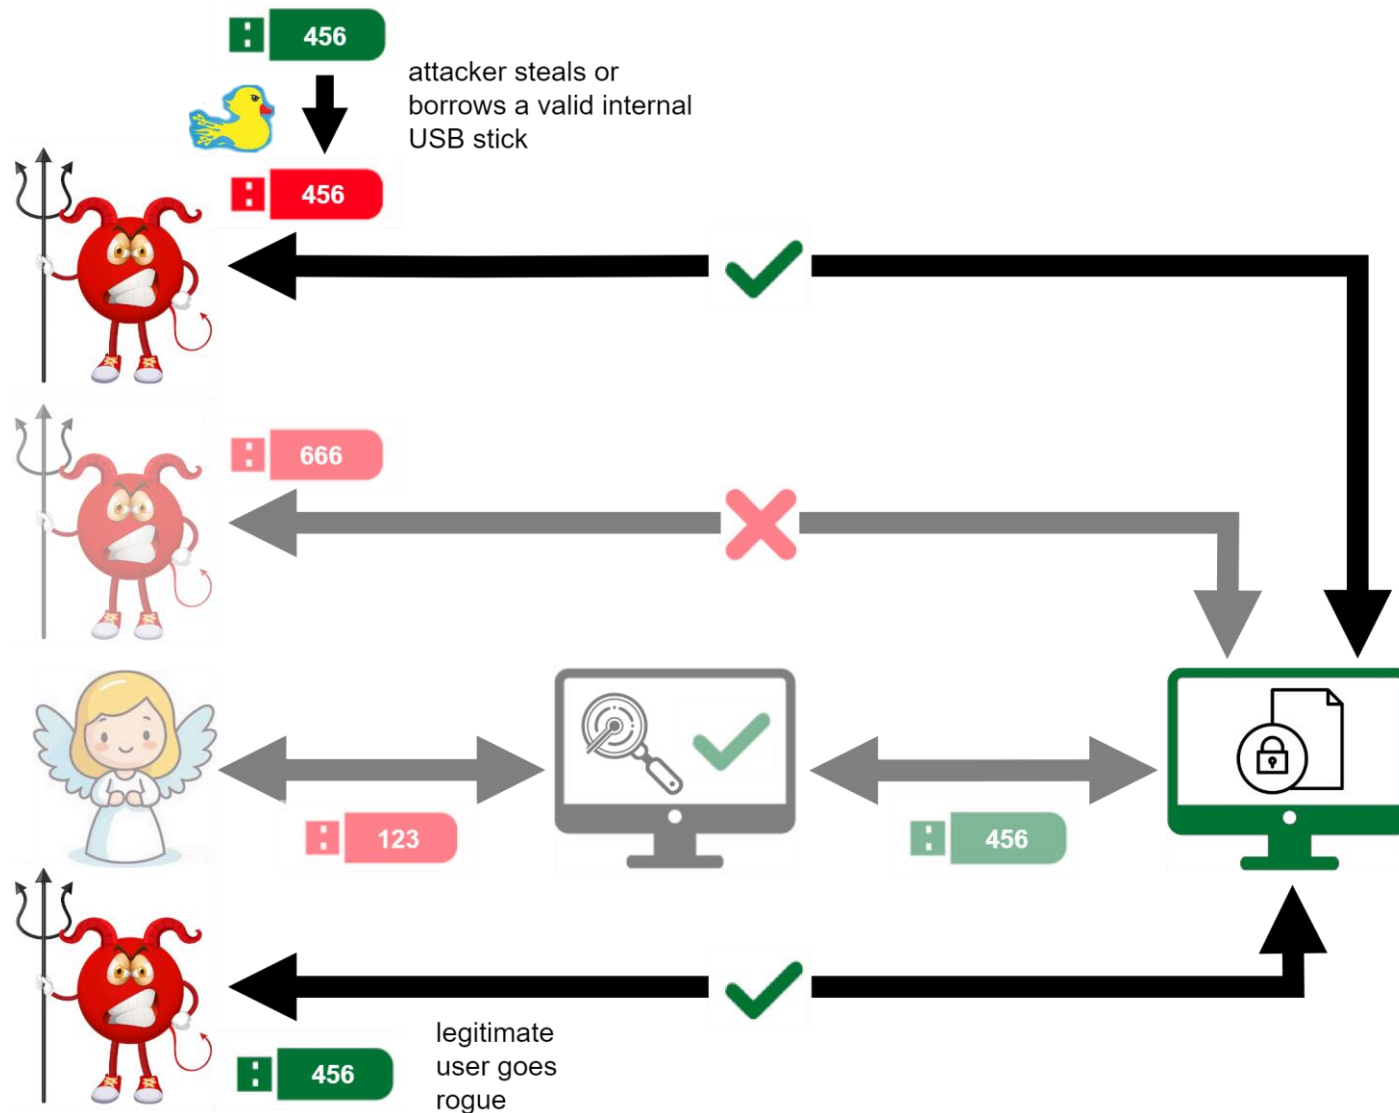 456
attacker steals or
borrows a valid internal
USB stick
456
666
123
456
456
legitimate
user goes
rogue